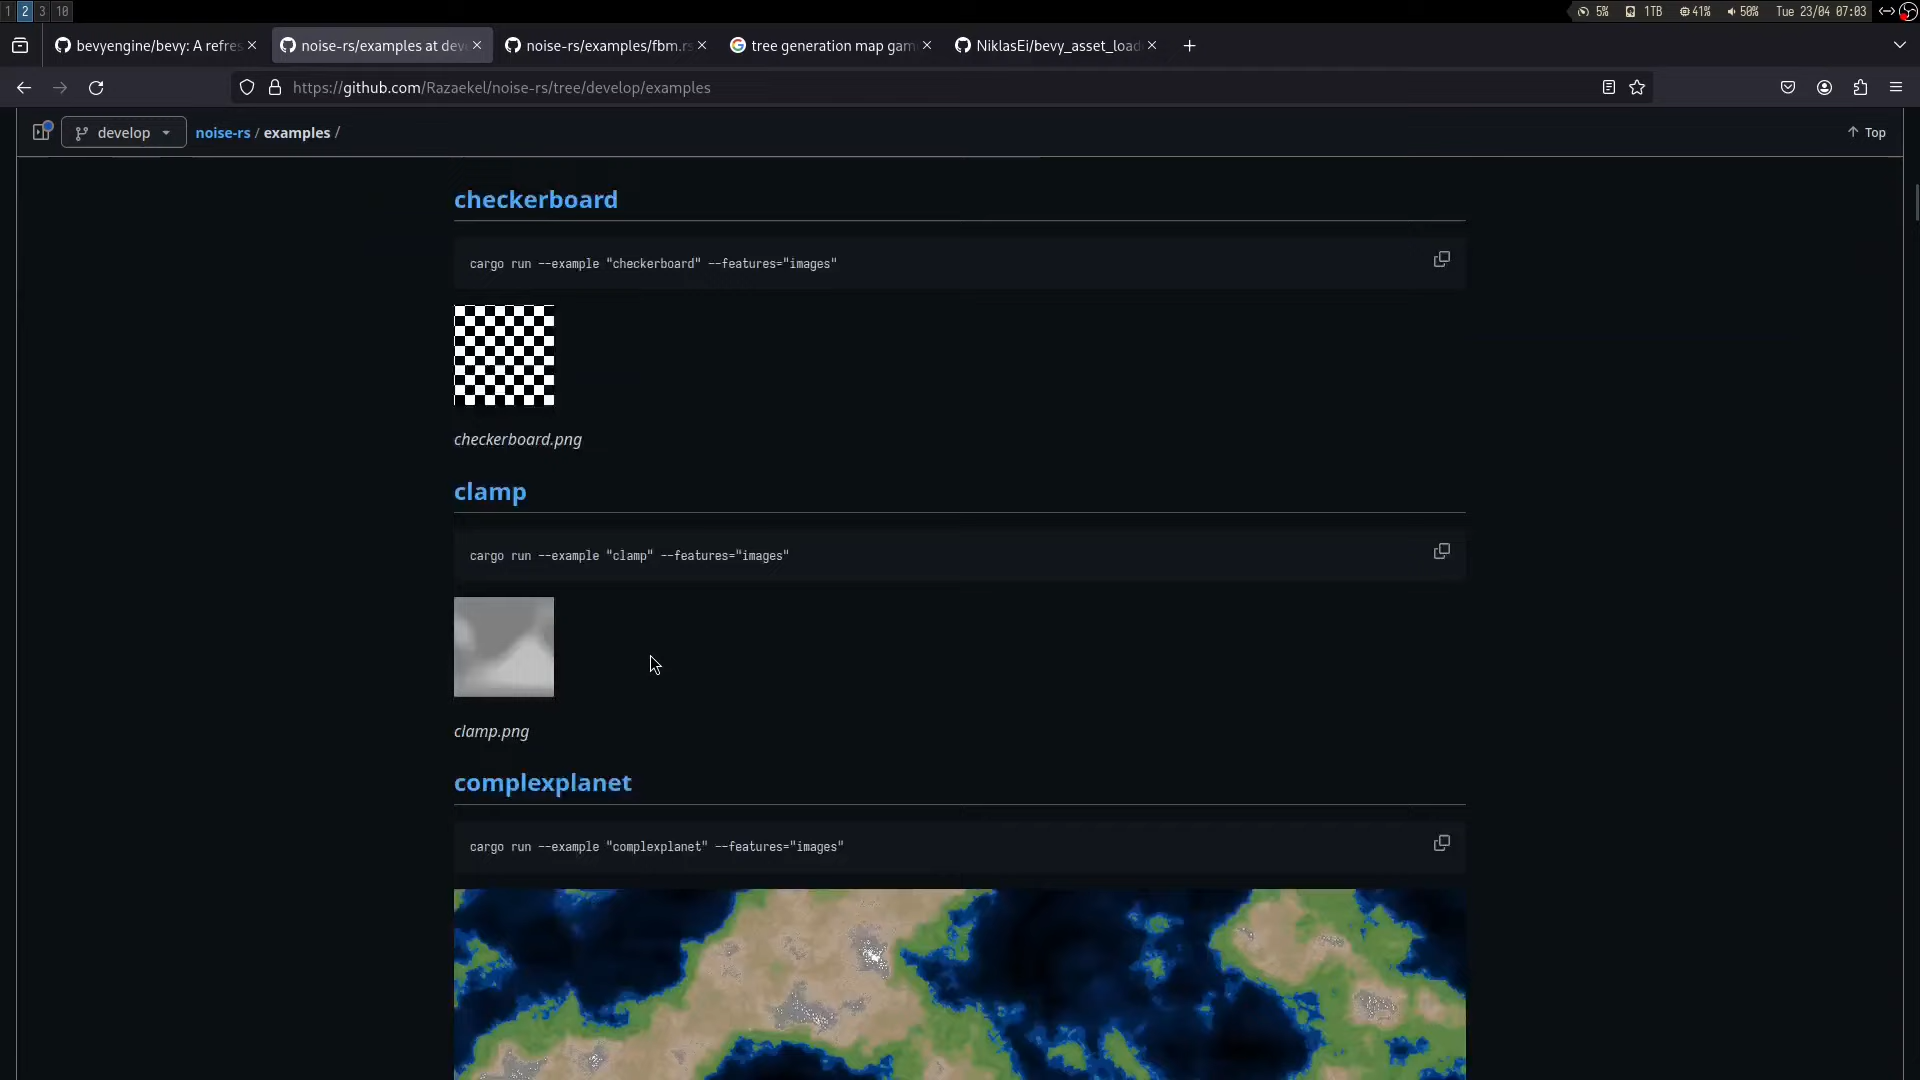 1 2 3 10
5% 1TB 41% 50% Tue 23/04 07:03
bevyengine/bevy: A refres
noise-rs/examples at dev
noise-rs/examples/fbm.rs
tree generation map gam
NiklasEi/bevy_asset_load
https://github.com/Razaekel/noise-rs/tree/develop/examples
develop
noise-rs / examples /
Top
checkerboard
cargo run --example "checkerboard" --features="images"
checkerboard.png
clamp
cargo run --example "clamp" --features="images"
clamp.png
complexplanet
cargo run --example "complexplanet" --features="images"